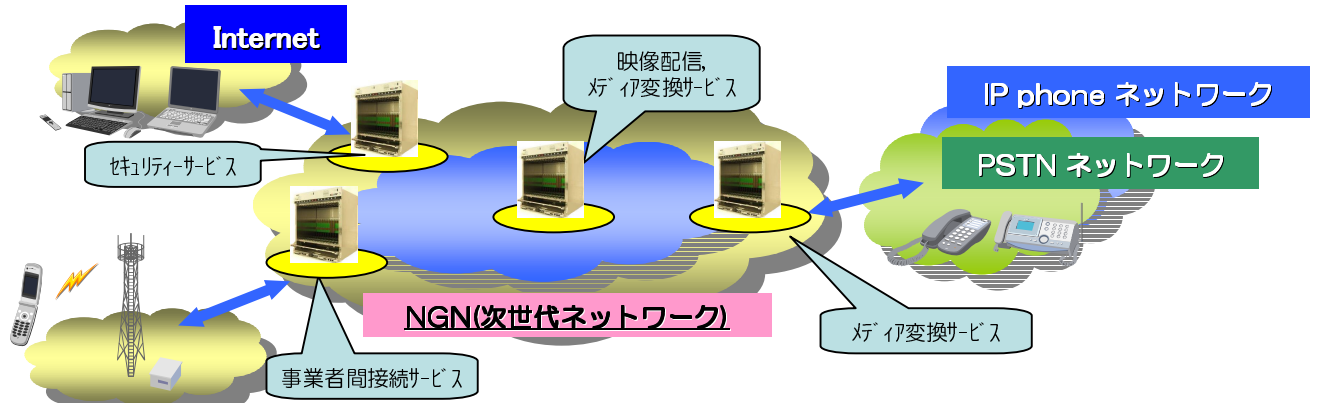 Internet
映像配信,
ﾒﾃﾞｨｱ変換ｻｰﾋﾞｽ
IP phone ネットワーク
PSTN ネットワーク
ｾｷｭﾘﾃｨｰｻｰﾋﾞｽ
NGN(次世代ネットワーク)
ﾒﾃﾞｨｱ変換ｻｰﾋﾞｽ
事業者間接続ｻｰﾋﾞｽ